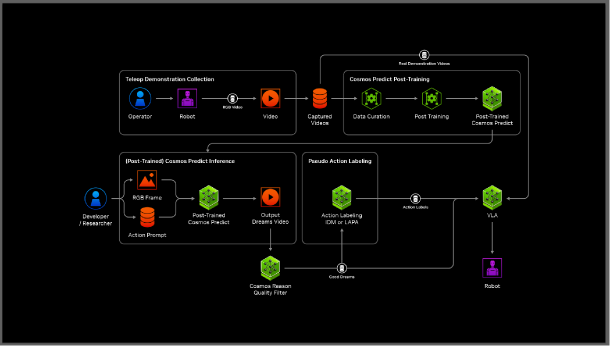 Real Demonstration Videos
Teleop Demonstration Collection
Cosmos Predict Post-Training
RGB Video
Operator
Robot
Video
Captured
Videos
Data Curation
Post Training
Post-Trained
Cosmos Predict
(Post-Trained) Cosmos Predict Inference
Pseudo Action Labeling
RGB Frame
Developer
/ Researcher
Post-Trained
Cosmos Predict
Output
Dreams Video
Action Labeling
IDM or LAPA
Action Labels
VLA
Action Prompt
Good Dreams
Cosmos Reason
Quality Filter
Robot